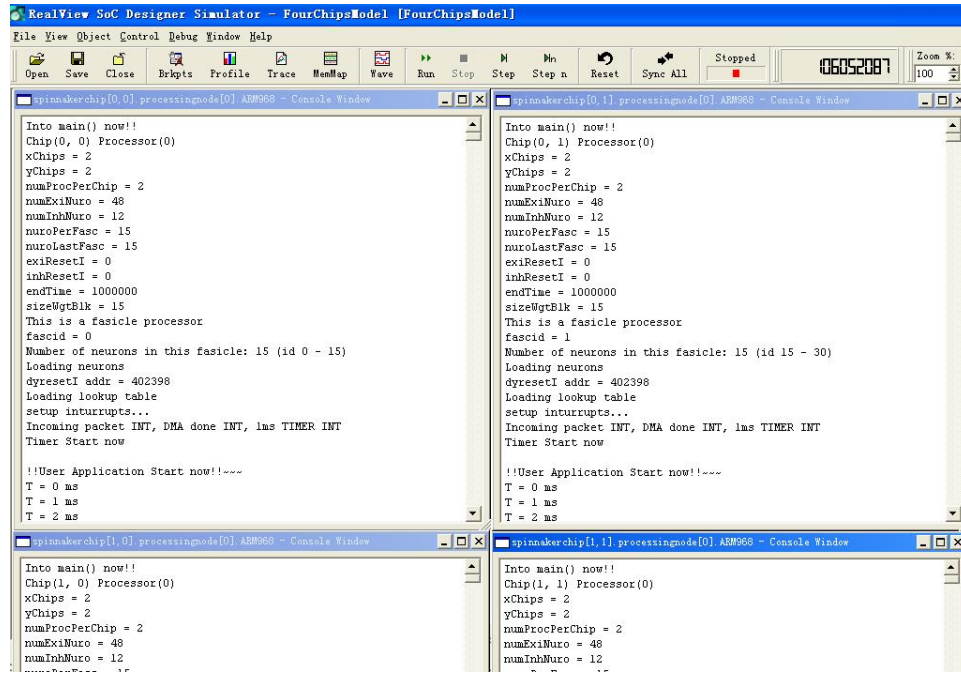 RealView SoC Designer Simulator - FourChipsModel [FourChipsModel]
File View Object Control Debug Window Help
Open Save Close Brkpts Profile Trace MemMap Wave Run Stop Step Step n Reset Sync All Stopped 106052087 Zoom %: 100
spinnakerchip[0,0].processingnode[0].ARM968 - Console Window
Into main() now!!
Chip(0, 0) Processor(0)
xChips = 2
yChips = 2
numProcPerChip = 2
numExiNuro = 48
numInhNuro = 12
nuroPerFasc = 15
nuroLastFasc = 15
exiResetI = 0
inhResetI = 0
endTime = 1000000
sizeWgtBlk = 15
This is a fasicle processor
fascid = 0
Number of neurons in this fasicle: 15 (id 0 - 15)
Loading neurons
dyresetI addr = 402398
Loading lookup table
setup inturrupts...
Incoming packet INT, DMA done INT, 1ms TIMER INT
Timer Start now
!!User Application Start now!!~~~
T = 0 ms
T = 1 ms
T = 2 ms
spinnakerchip[0,1].processingnode[0].ARM968 - Console Window
Into main() now!!
Chip(0, 1) Processor(0)
xChips = 2
yChips = 2
numProcPerChip = 2
numExiNuro = 48
numInhNuro = 12
nuroPerFasc = 15
nuroLastFasc = 15
exiResetI = 0
inhResetI = 0
endTime = 1000000
sizeWgtBlk = 15
This is a fasicle processor
fascid = 1
Number of neurons in this fasicle: 15 (id 15 - 30)
Loading neurons
dyresetI addr = 402398
Loading lookup table
setup inturrupts...
Incoming packet INT, DMA done INT, 1ms TIMER INT
Timer Start now
!!User Application Start now!!~~~
T = 0 ms
T = 1 ms
T = 2 ms
spinnakerchip[1,0].processingnode[0].ARM968 - Console Window
Into main() now!!
Chip(1, 0) Processor(0)
xChips = 2
yChips = 2
numProcPerChip = 2
numExiNuro = 48
numInhNuro = 12
spinnakerchip[1,1].processingnode[0].ARM968 - Console Window
Into main() now!!
Chip(1, 1) Processor(0)
xChips = 2
yChips = 2
numProcPerChip = 2
numExiNuro = 48
numInhNuro = 12